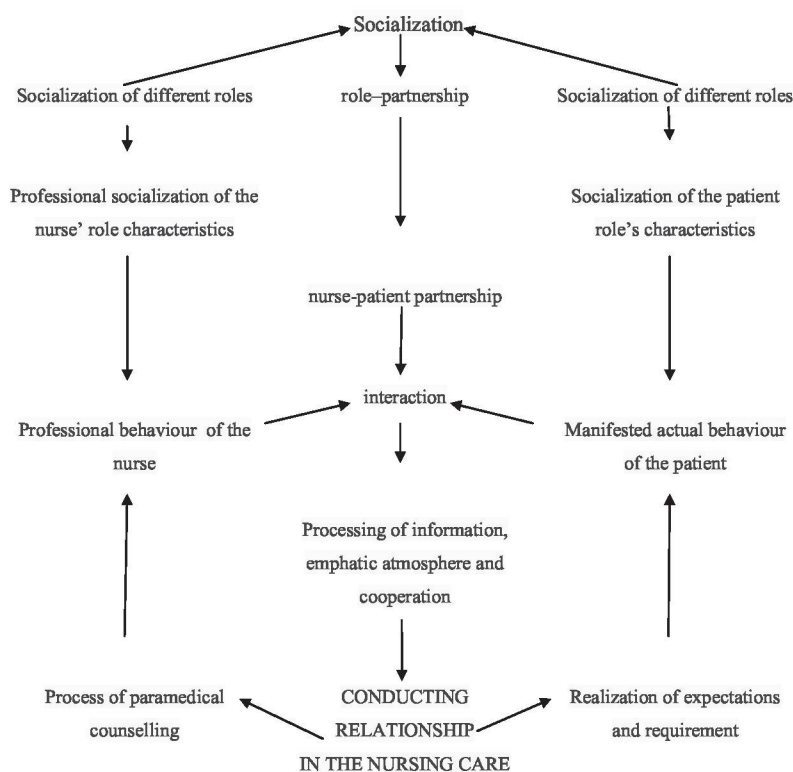 Socialization
Socialization of different roles
role–partnership
Socialization of different roles
Professional socialization of the
nurse’ role characteristics
Socialization of the patient
role's characteristics
nurse-patient partnership
interaction
Professional behaviour of the
nurse
Manifested actual behaviour
of the patient
Processing of information,
emphatic atmosphere and
cooperation
Process of paramedical
counselling
CONDUCTING
RELATIONSHIP
IN THE NURSING CARE
Realization of expectations
and requirement